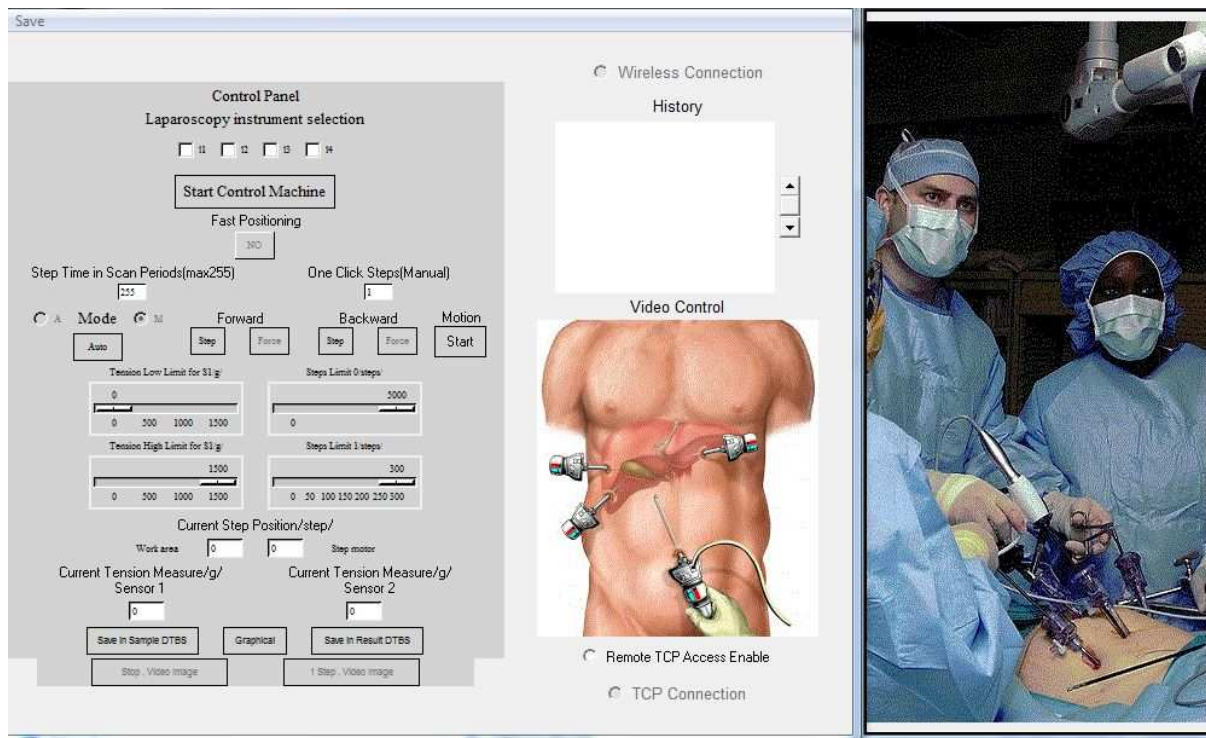 Save
Control Panel
Laparoscopy instrument selection
t1 t2 t3 t4
Start Control Machine
Fast Positioning
NO
Step Time in Scan Periods(max255)
One Click Steps(Manual)
255
1
A Mode M
Forward
Backward
Motion
Auto
Step
Force
Step
Force
Start
Tension Low Limit for S1/g/
Steps Limit 0/steps/
0
5000
0 500 1000 1500
0
Tension High Limit for S1/g/
Steps Limit 1/steps/
1500
300
0 500 1000 1500
0 50 100 150 200 250 300
Current Step Position/step/
Work area
0
0
Step motor
Current Tension Measure/g/
Sensor 1
Current Tension Measure/g/
Sensor 2
0
0
Save In Sample DTBS
Graphical
Save In Result DTBS
Stop . Video Image
1 Step . Video Image
Wireless Connection
History
Video Control
Remote TCP Access Enable
TCP Connection